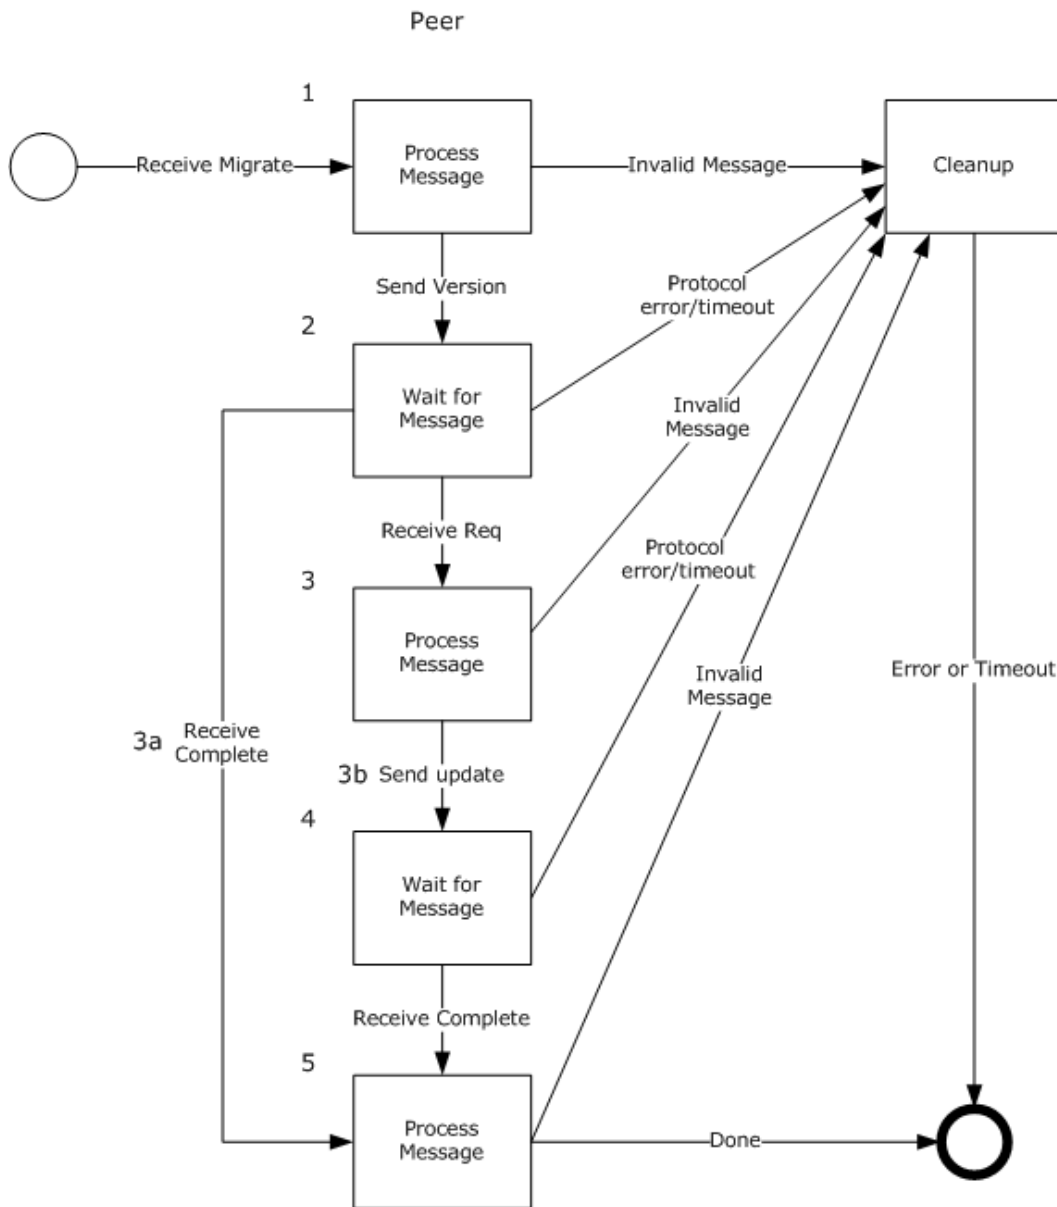 Peer
1
Receive Migrate
Process
Message
Invalid Message
Cleanup
Send Version
Protocol
error/timeout
2
Wait for
Message
Invalid
Message
Receive Req
Protocol
error/timeout
3
Process
Message
Invalid
Message
Error or Timeout
3a
Receive
Complete
3b
Send update
4
Wait for
Message
Receive Complete
5
Process
Message
Done